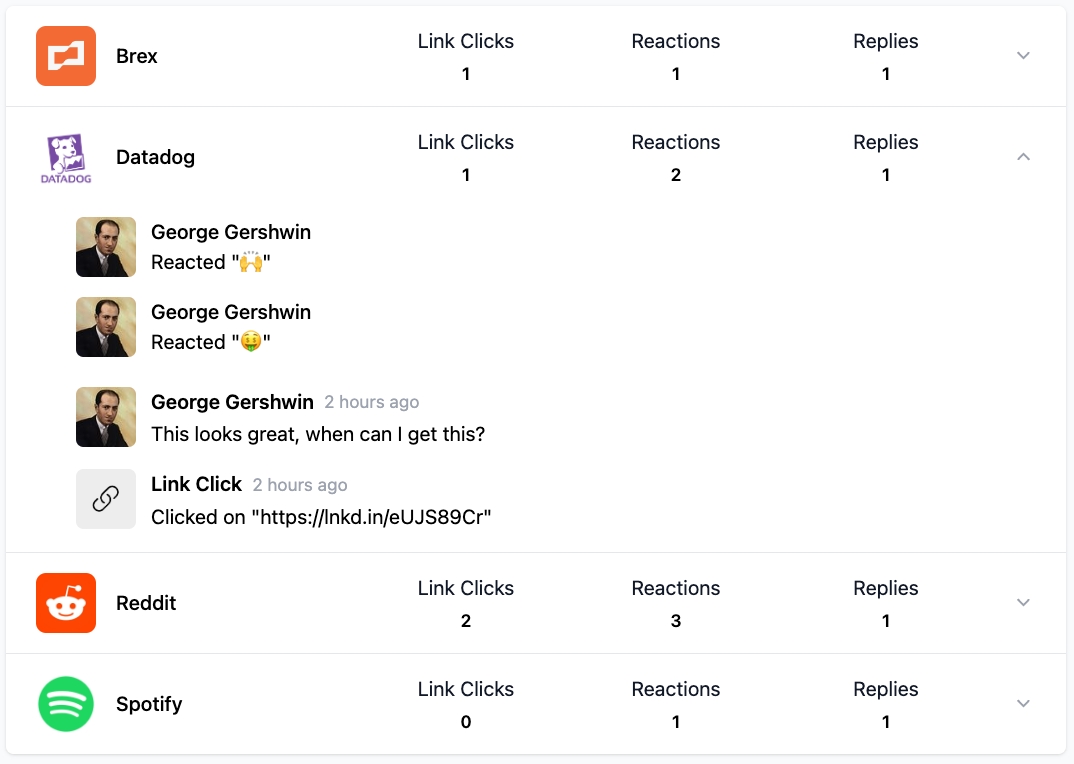 Brex
Link Clicks Reactions Replies
1 1 1
DATADOG
Datadog
Link Clicks Reactions Replies
1 2 1
George Gershwin
Reacted "🙌"
George Gershwin
Reacted "🤑"
George Gershwin 2 hours ago
This looks great, when can I get this?
Link Click 2 hours ago
Clicked on "https://lnkd.in/eUJS89Cr"
Reddit
Link Clicks Reactions Replies
2 3 1
Spotify
Link Clicks Reactions Replies
0 1 1